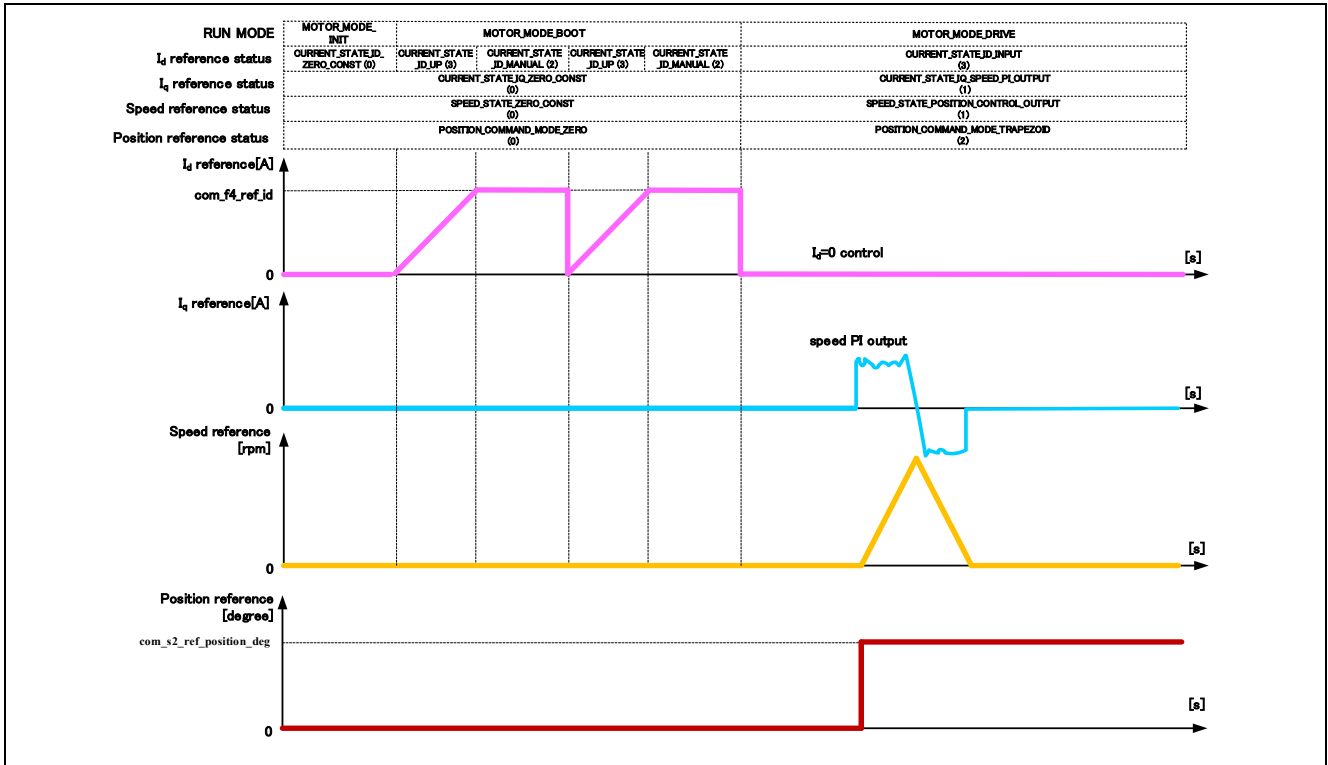 RUN MODE
MOTOR_MODE_
INIT
MOTOR_MODE_BOOT
MOTOR_MODE_DRIVE
Id reference status
CURRENT_STATE_ID_
ZERO_CONST (0)
CURRENT_STATE
_ID_UP (3)
CURRENT_STATE
_ID_MANUAL (2)
CURRENT_STATE
_ID_UP (3)
CURRENT_STATE
_ID_MANUAL (2)
CURRENT_STATE_ID_INPUT
(3)
Iq reference status
CURRENT_STATE_IQ_ZERO_CONST
(0)
CURRENT_STATE_IQ_SPEED_PI_OUTPUT
(1)
Speed reference status
SPEED_STATE_ZERO_CONST
(0)
SPEED_STATE_POSITION_CONTROL_OUTPUT
(1)
Position reference status
POSITION_COMMAND_MODE_ZERO
(0)
POSITION_COMMAND_MODE_TRAPEZOID
(2)
Id reference[A]
com_f4_ref_id
Id=0 control
[s]
0
Iq reference[A]
speed PI output
[s]
0
Speed reference
[rpm]
[s]
0
Position reference
[degree]
com_s2_ref_position_deg
[s]
0